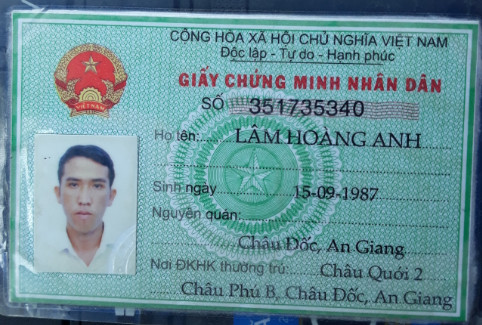 CỘNG HÒA XÃ HỘI CHỦ NGHĨA VIỆT NAM
Độc lập - Tự do - Hạnh phúc
GIẤY CHỨNG MINH NHÂN DÂN
SỐ 351735340
Họ tên: LÂM HOÀNG ANH
Sinh ngày 15-09-1987
Nguyên quán:
Châu Đốc, An Giang
Nơi ĐKHK thường trú: Châu Quới 2
Châu Phú B, Châu Đốc, An Giang
VIỆT NAM